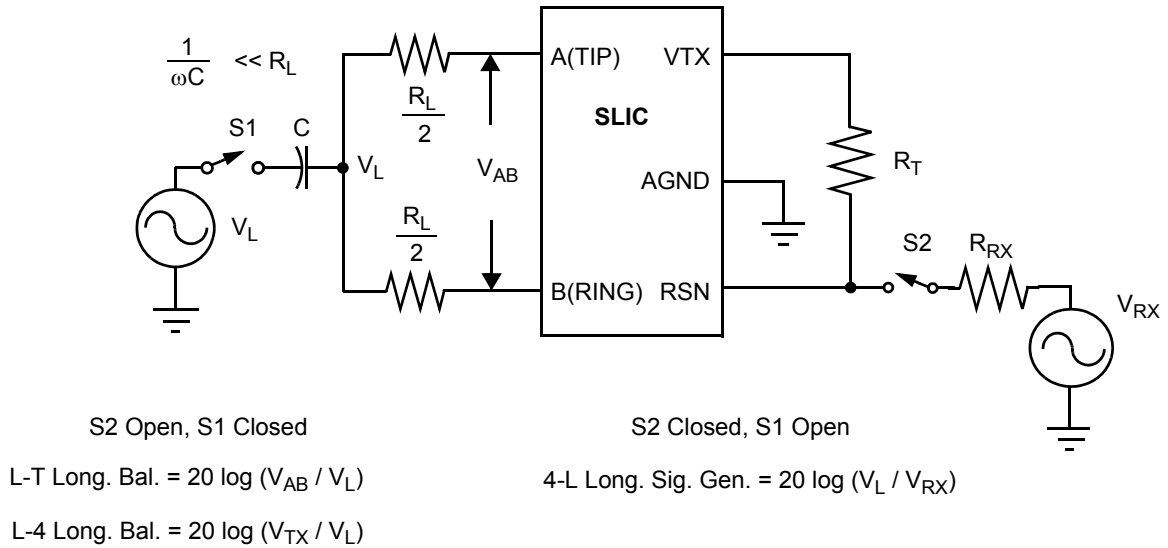 1
ωC
<< R_L
R_L
2
A(TIP)
VTX
SLIC
S1
C
V_L
V_AB
R_T
V_L
AGND
R_L
2
S2
R_RX
B(RING)
RSN
V_RX
S2 Open, S1 Closed
S2 Closed, S1 Open
L-T Long. Bal. = 20 log (V_AB / V_L)
4-L Long. Sig. Gen. = 20 log (V_L / V_RX)
L-4 Long. Bal. = 20 log (V_TX / V_L)